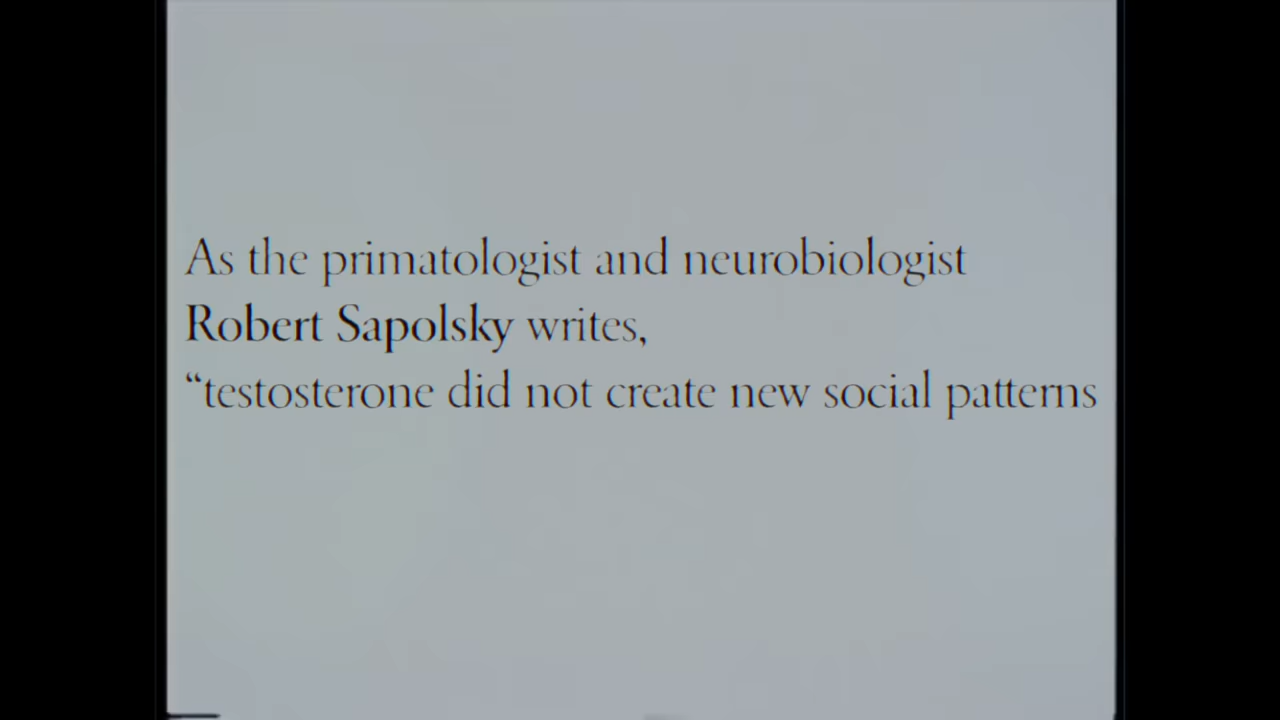 As the primatologist and neurobiologist
Robert Sapolsky writes,
“testosterone did not create new social patterns